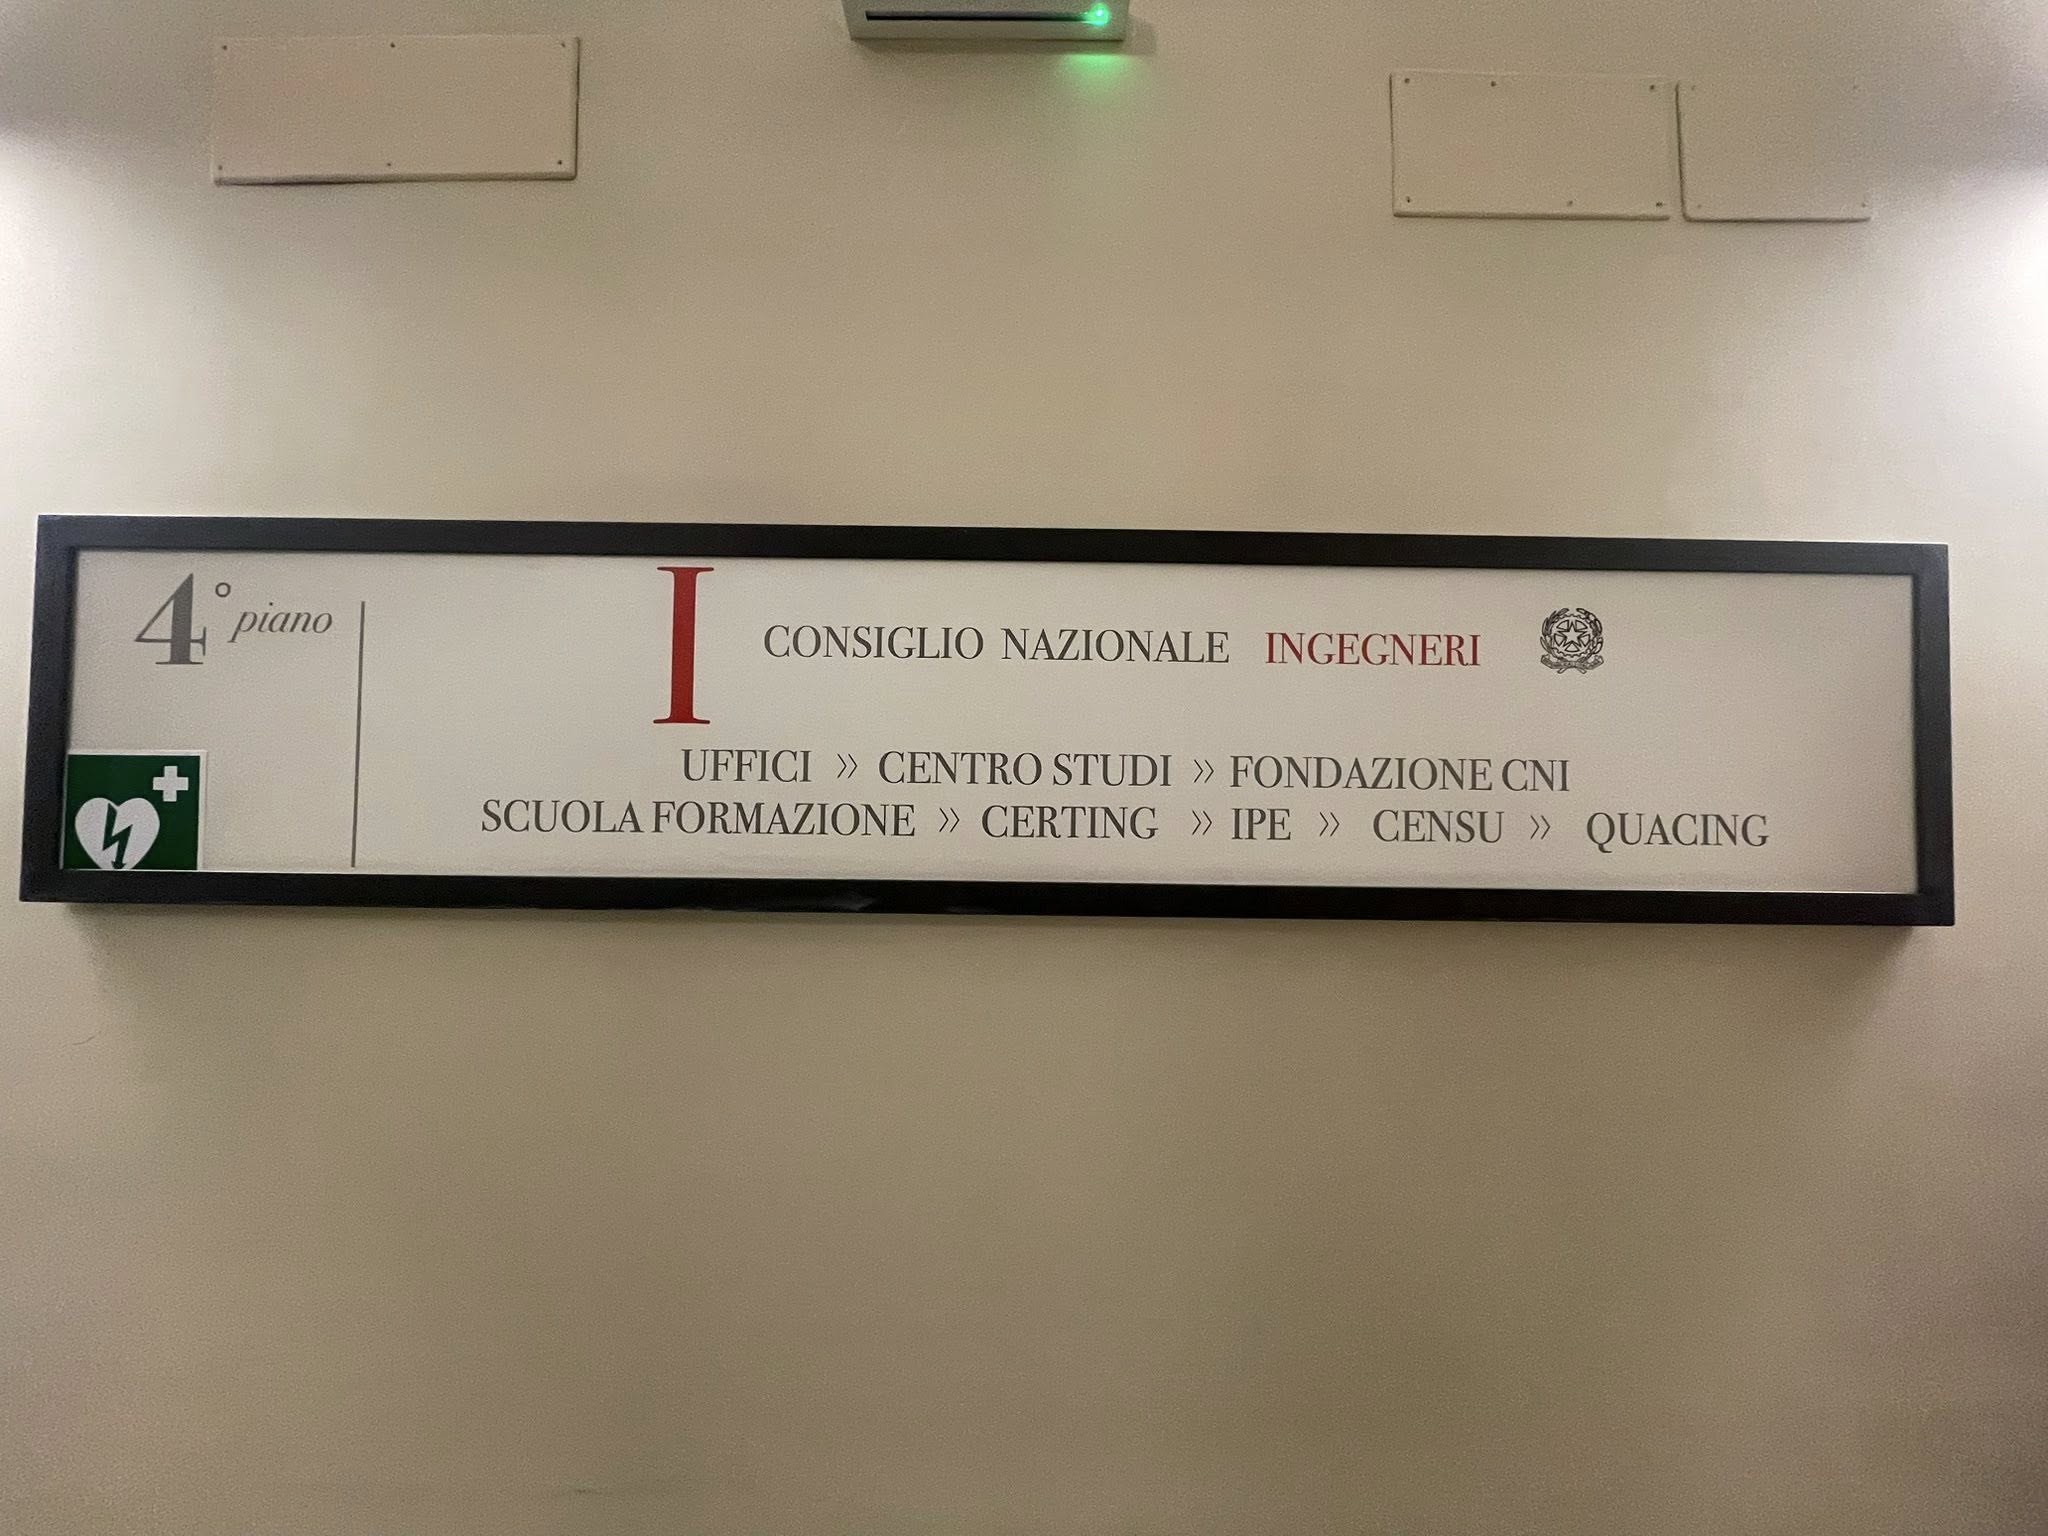 4° piano
I CONSIGLIO NAZIONALE INGEGNERI
UFFICI » CENTRO STUDI » FONDAZIONE CNI
SCUOLA FORMAZIONE » CERTING » IPE » CENSU » QUACING